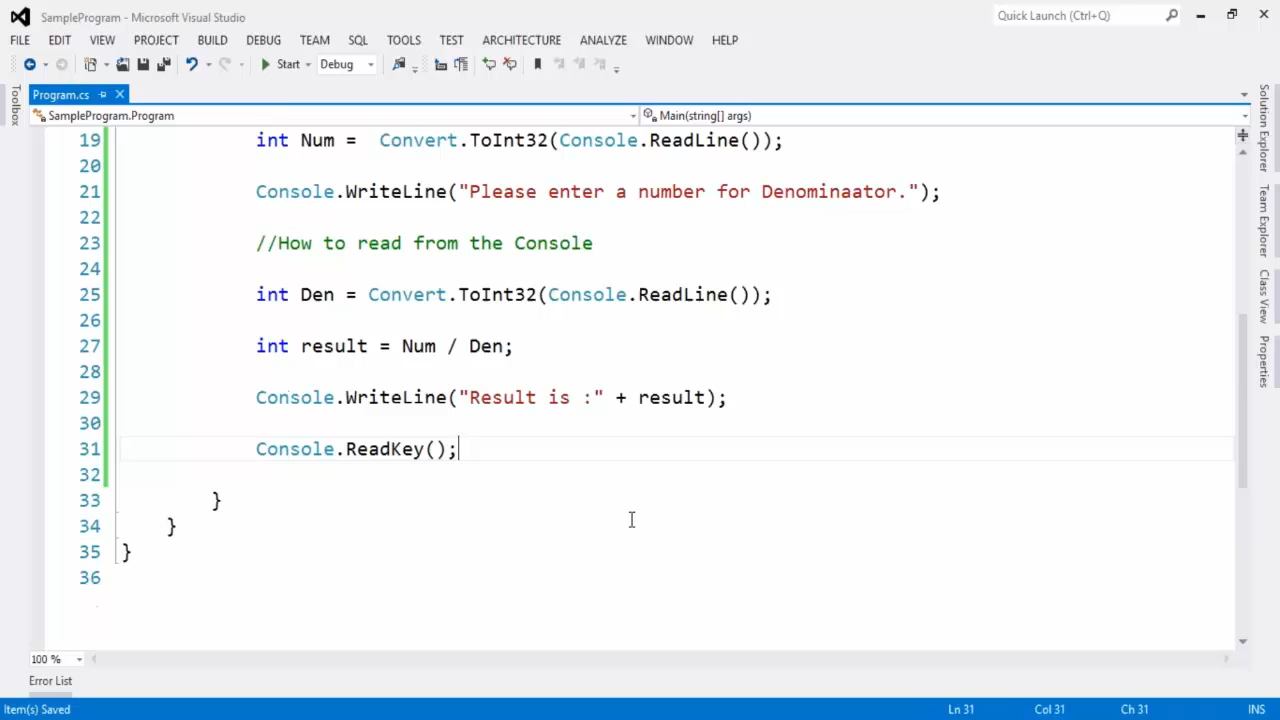 SampleProgram - Microsoft Visual Studio
Quick Launch (Ctrl+Q)
FILE EDIT VIEW PROJECT BUILD DEBUG TEAM SQL TOOLS TEST ARCHITECTURE ANALYZE WINDOW HELP
Start Debug
Program.cs
SampleProgram.Program Main(string[] args)
19 int Num =  Convert.ToInt32(Console.ReadLine());
20
21 Console.WriteLine("Please enter a number for Denominaator.");
22
23 //How to read from the Console
24
25 int Den = Convert.ToInt32(Console.ReadLine());
26
27 int result = Num / Den;
28
29 Console.WriteLine("Result is :" + result);
30
31 Console.ReadKey();
32
33 }
34 }
35 }
36
100 %
Error List
Item(s) Saved Ln 31 Col 31 Ch 31 INS
Toolbox
Solution Explorer
Team Explorer
Class View
Properties